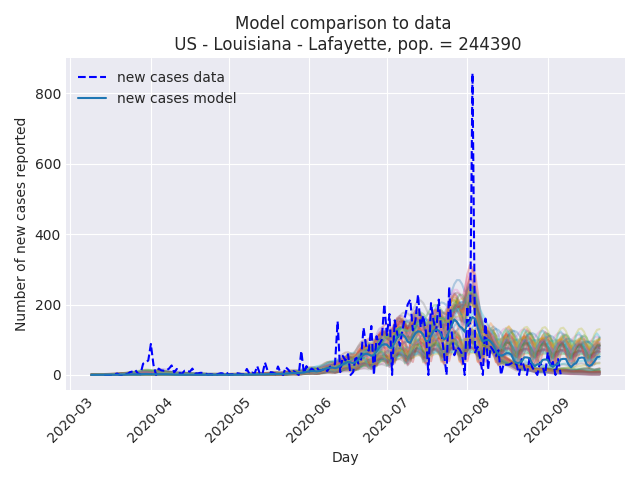 Model comparison to data
US - Louisiana - Lafayette, pop. = 244390
new cases data
new cases model
Number of new cases reported
800
600
400
200
0
2020-03
2020-04
2020-05
2020-06
2020-07
2020-08
2020-09
Day